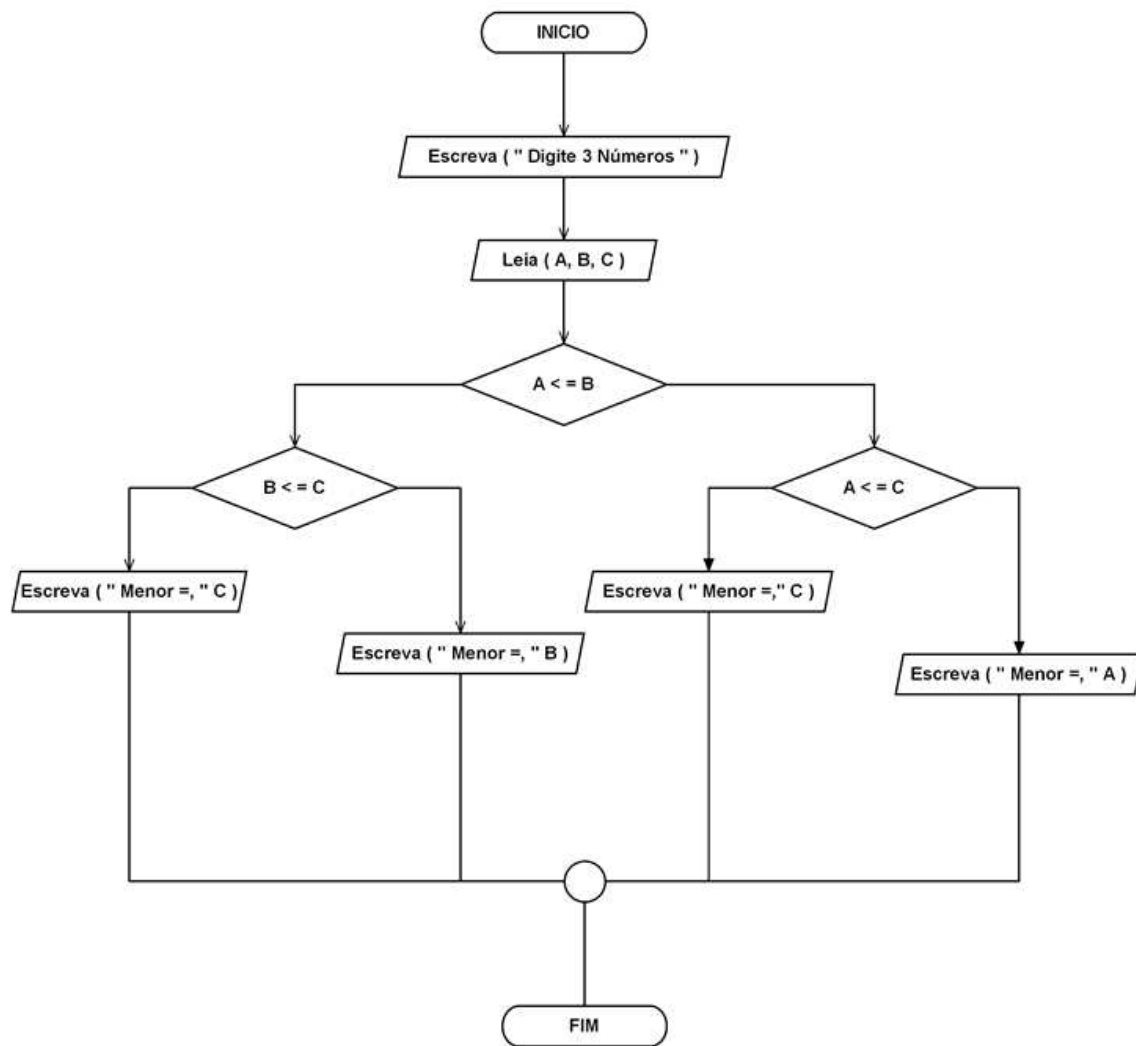 INICIO
Escreva ( " Digite 3 Números " )
Leia ( A, B, C )
A < = B
B < = C
A < = C
Escreva ( " Menor =, " C )
Escreva ( " Menor =, " B )
Escreva ( " Menor =," C )
Escreva ( " Menor =, " A )
FIM